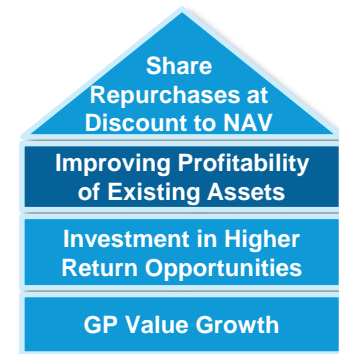 Share
Repurchases at
Discount to NAV
Improving Profitability
of Existing Assets
Investment in Higher
Return Opportunities
GP Value Growth